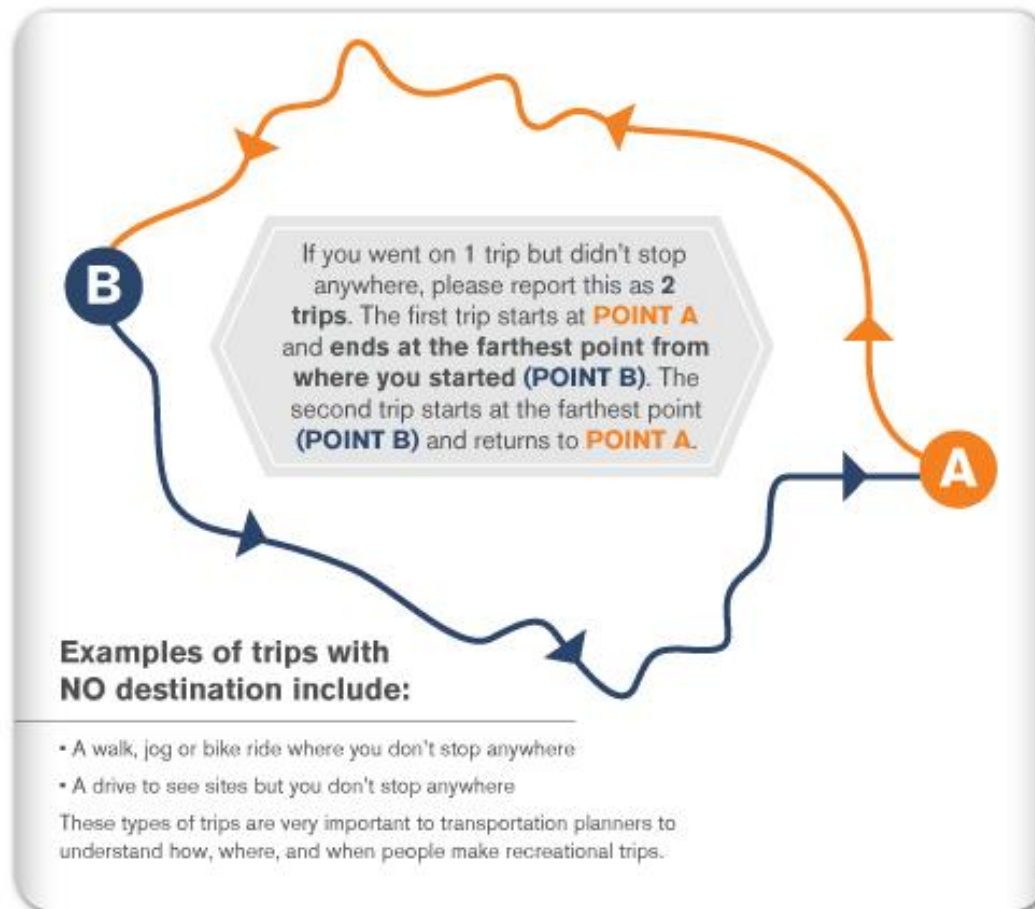 B
If you went on 1 trip but didn't stop
anywhere, please report this as 2
trips. The first trip starts at POINT A
and ends at the farthest point from
where you started (POINT B). The
second trip starts at the farthest point
(POINT B) and returns to POINT A.
A
Examples of trips with
NO destination include:
• A walk, jog or bike ride where you don't stop anywhere
• A drive to see sites but you don't stop anywhere
These types of trips are very important to transportation planners to
understand how, where, and when people make recreational trips.